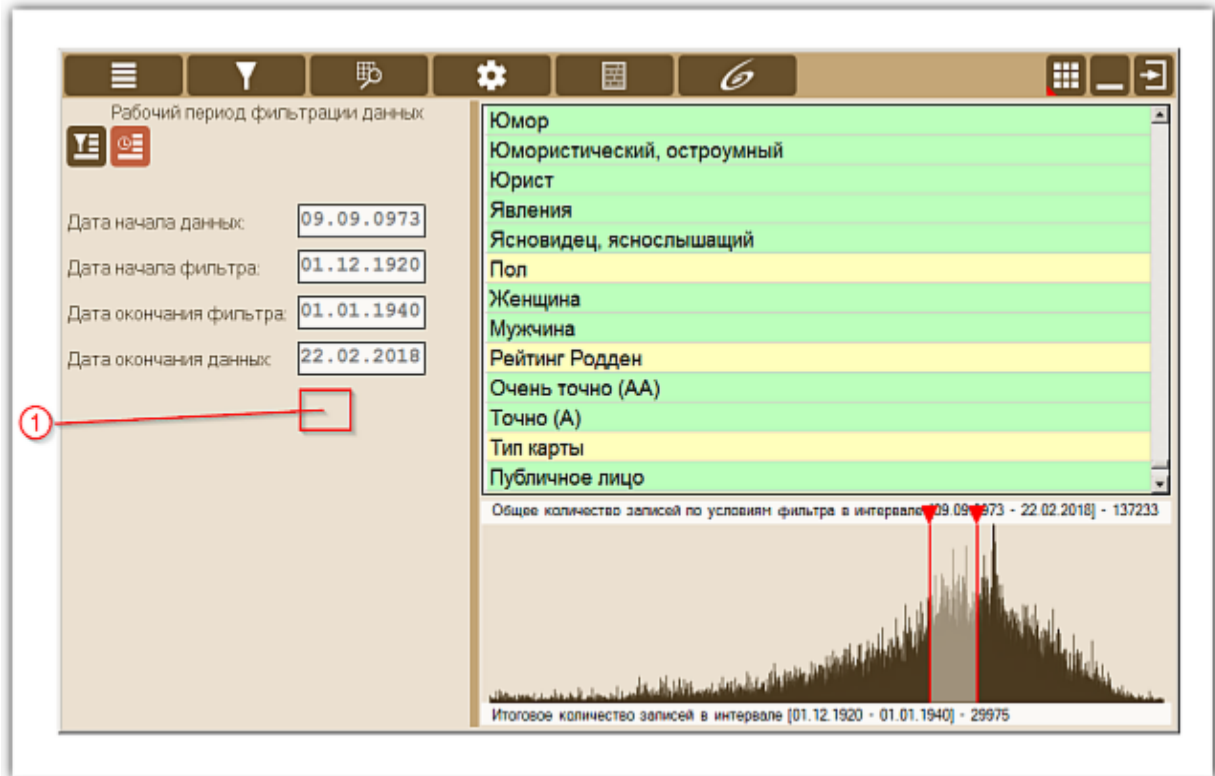 Рабочий период фильтрации данных
Дата начала данных:
09.09.0973
Дата начала фильтра:
01.12.1920
Дата окончания фильтра:
01.01.1940
Дата окончания данных:
22.02.2018
1
Юмор
Юмористический, остроумный
Юрист
Явления
Ясновидец, яснослышащий
Пол
Женщина
Мужчина
Рейтинг Родден
Очень точно (АА)
Точно (А)
Тип карты
Публичное лицо
Общее количество записей по условиям фильтра в интервале [09.09.0973 - 22.02.2018] - 137233
Итоговое количество записей в интервале [01.12.1920 - 01.01.1940] - 29975